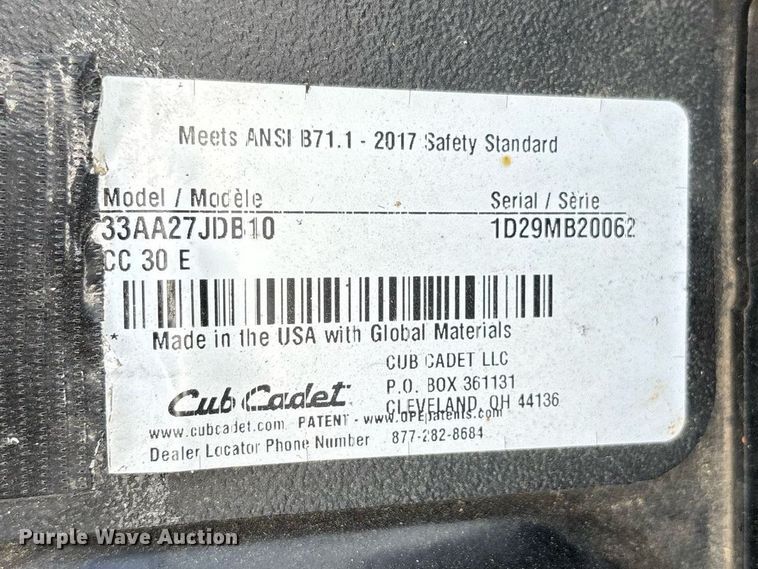 Meets ANSI B71.1 - 2017 Safety Standard
Model / Modèle Serial / Série
33AA27JDB10 1D29MB20062
CC 30 E
* Made in the USA with Global Materials
CUB CADET LLC
Cub Cadet P.O. BOX 361131
CLEVELAND, OH 44136
www.cubcadet.com PATENT - www.OPEpatents.com
Dealer Locator Phone Number 877-282-8684
Purple Wave Auction